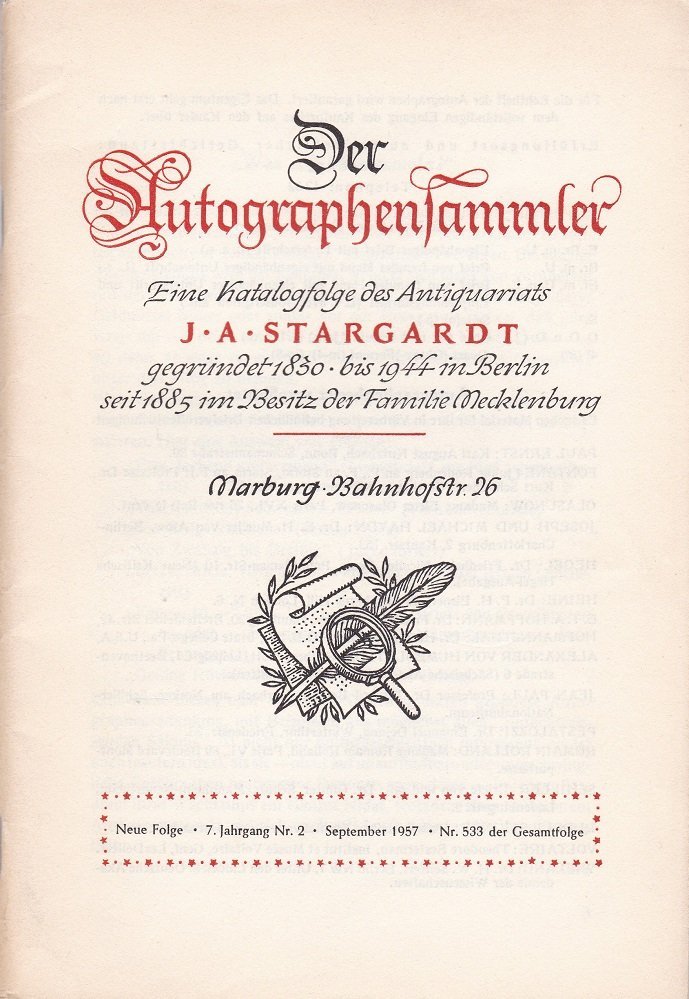 Der
Autographensammler
Eine Katalogfolge des Antiquariats
J·A·STARGARDT
gegründet 1830 · bis 1944 in Berlin
seit 1885 im Besitz der Familie Mecklenburg
Marburg · Bahnhofstr. 26
Neue Folge · 7. Jahrgang Nr. 2 · September 1957 · Nr. 533 der Gesamtfolge